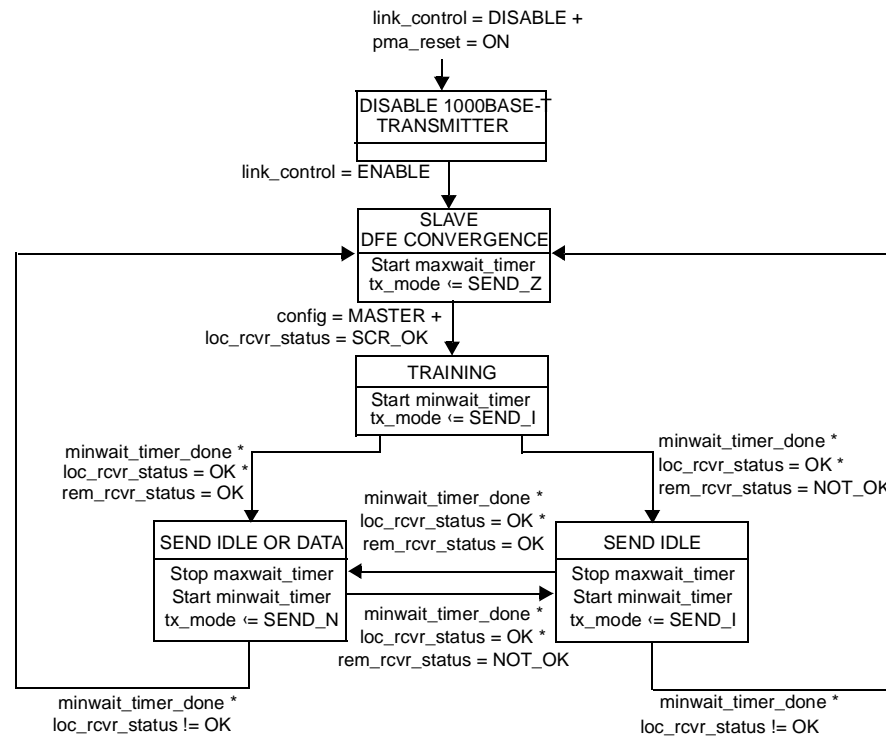 link_control = DISABLE +
pma_reset = ON
DISABLE 1000BASE-T
TRANSMITTER
link_control = ENABLE
SLAVE
DFE CONVERGENCE
Start maxwait_timer
tx_mode <= SEND_Z
config = MASTER +
loc_rcvr_status = SCR_OK
TRAINING
Start minwait_timer
tx_mode <= SEND_I
minwait_timer_done *
loc_rcvr_status = OK *
rem_rcvr_status = OK
minwait_timer_done *
loc_rcvr_status = OK *
rem_rcvr_status = NOT_OK
minwait_timer_done *
loc_rcvr_status = OK *
rem_rcvr_status = OK
SEND IDLE OR DATA
Stop maxwait_timer
Start minwait_timer
tx_mode <= SEND_N
SEND IDLE
Stop maxwait_timer
Start minwait_timer
tx_mode <= SEND_I
minwait_timer_done *
loc_rcvr_status = OK *
rem_rcvr_status = NOT_OK
minwait_timer_done *
loc_rcvr_status != OK
minwait_timer_done *
loc_rcvr_status != OK